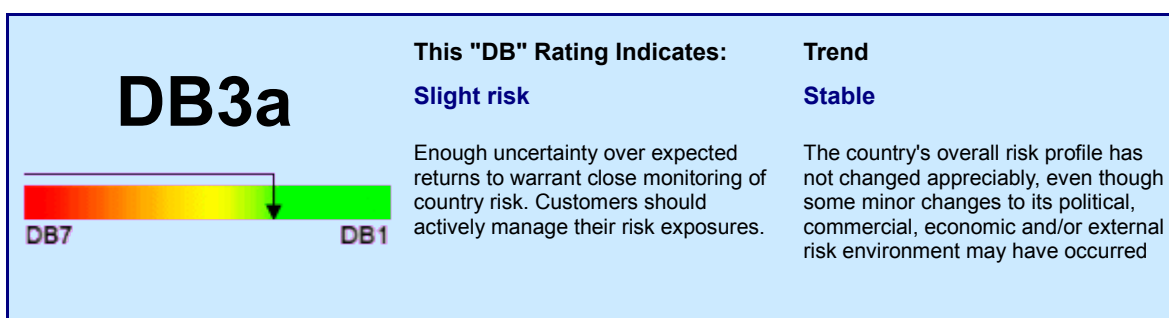 DB3a
DB7
DB1
This "DB" Rating Indicates:
Slight risk
Enough uncertainty over expected
returns to warrant close monitoring of
country risk. Customers should
actively manage their risk exposures.
Trend
Stable
The country's overall risk profile has
not changed appreciably, even though
some minor changes to its political,
commercial, economic and/or external
risk environment may have occurred